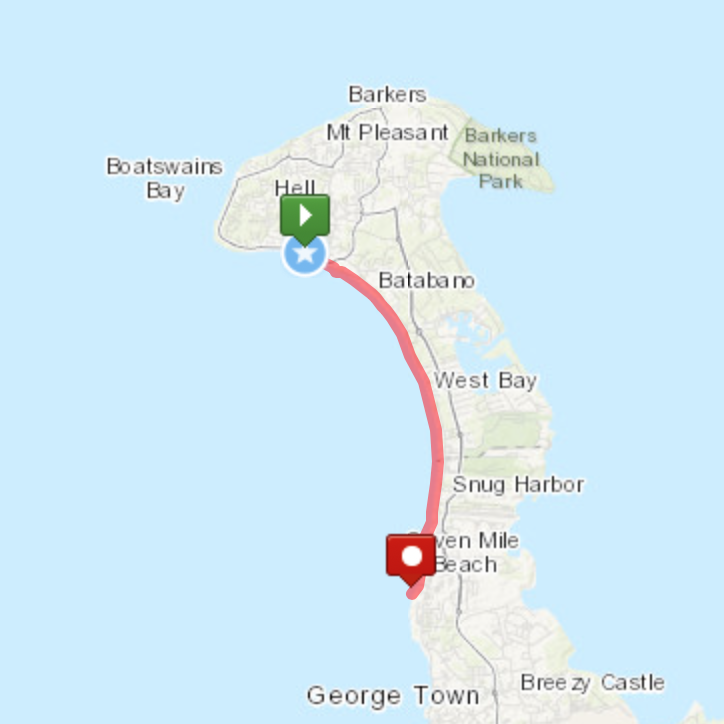 Barkers
Mt Pleasant
Barkers
National
Park
Boatswains
Bay
Hell
Batabano
West Bay
Snug Harbor
Mile
Beach
George Town
Breezy Castle